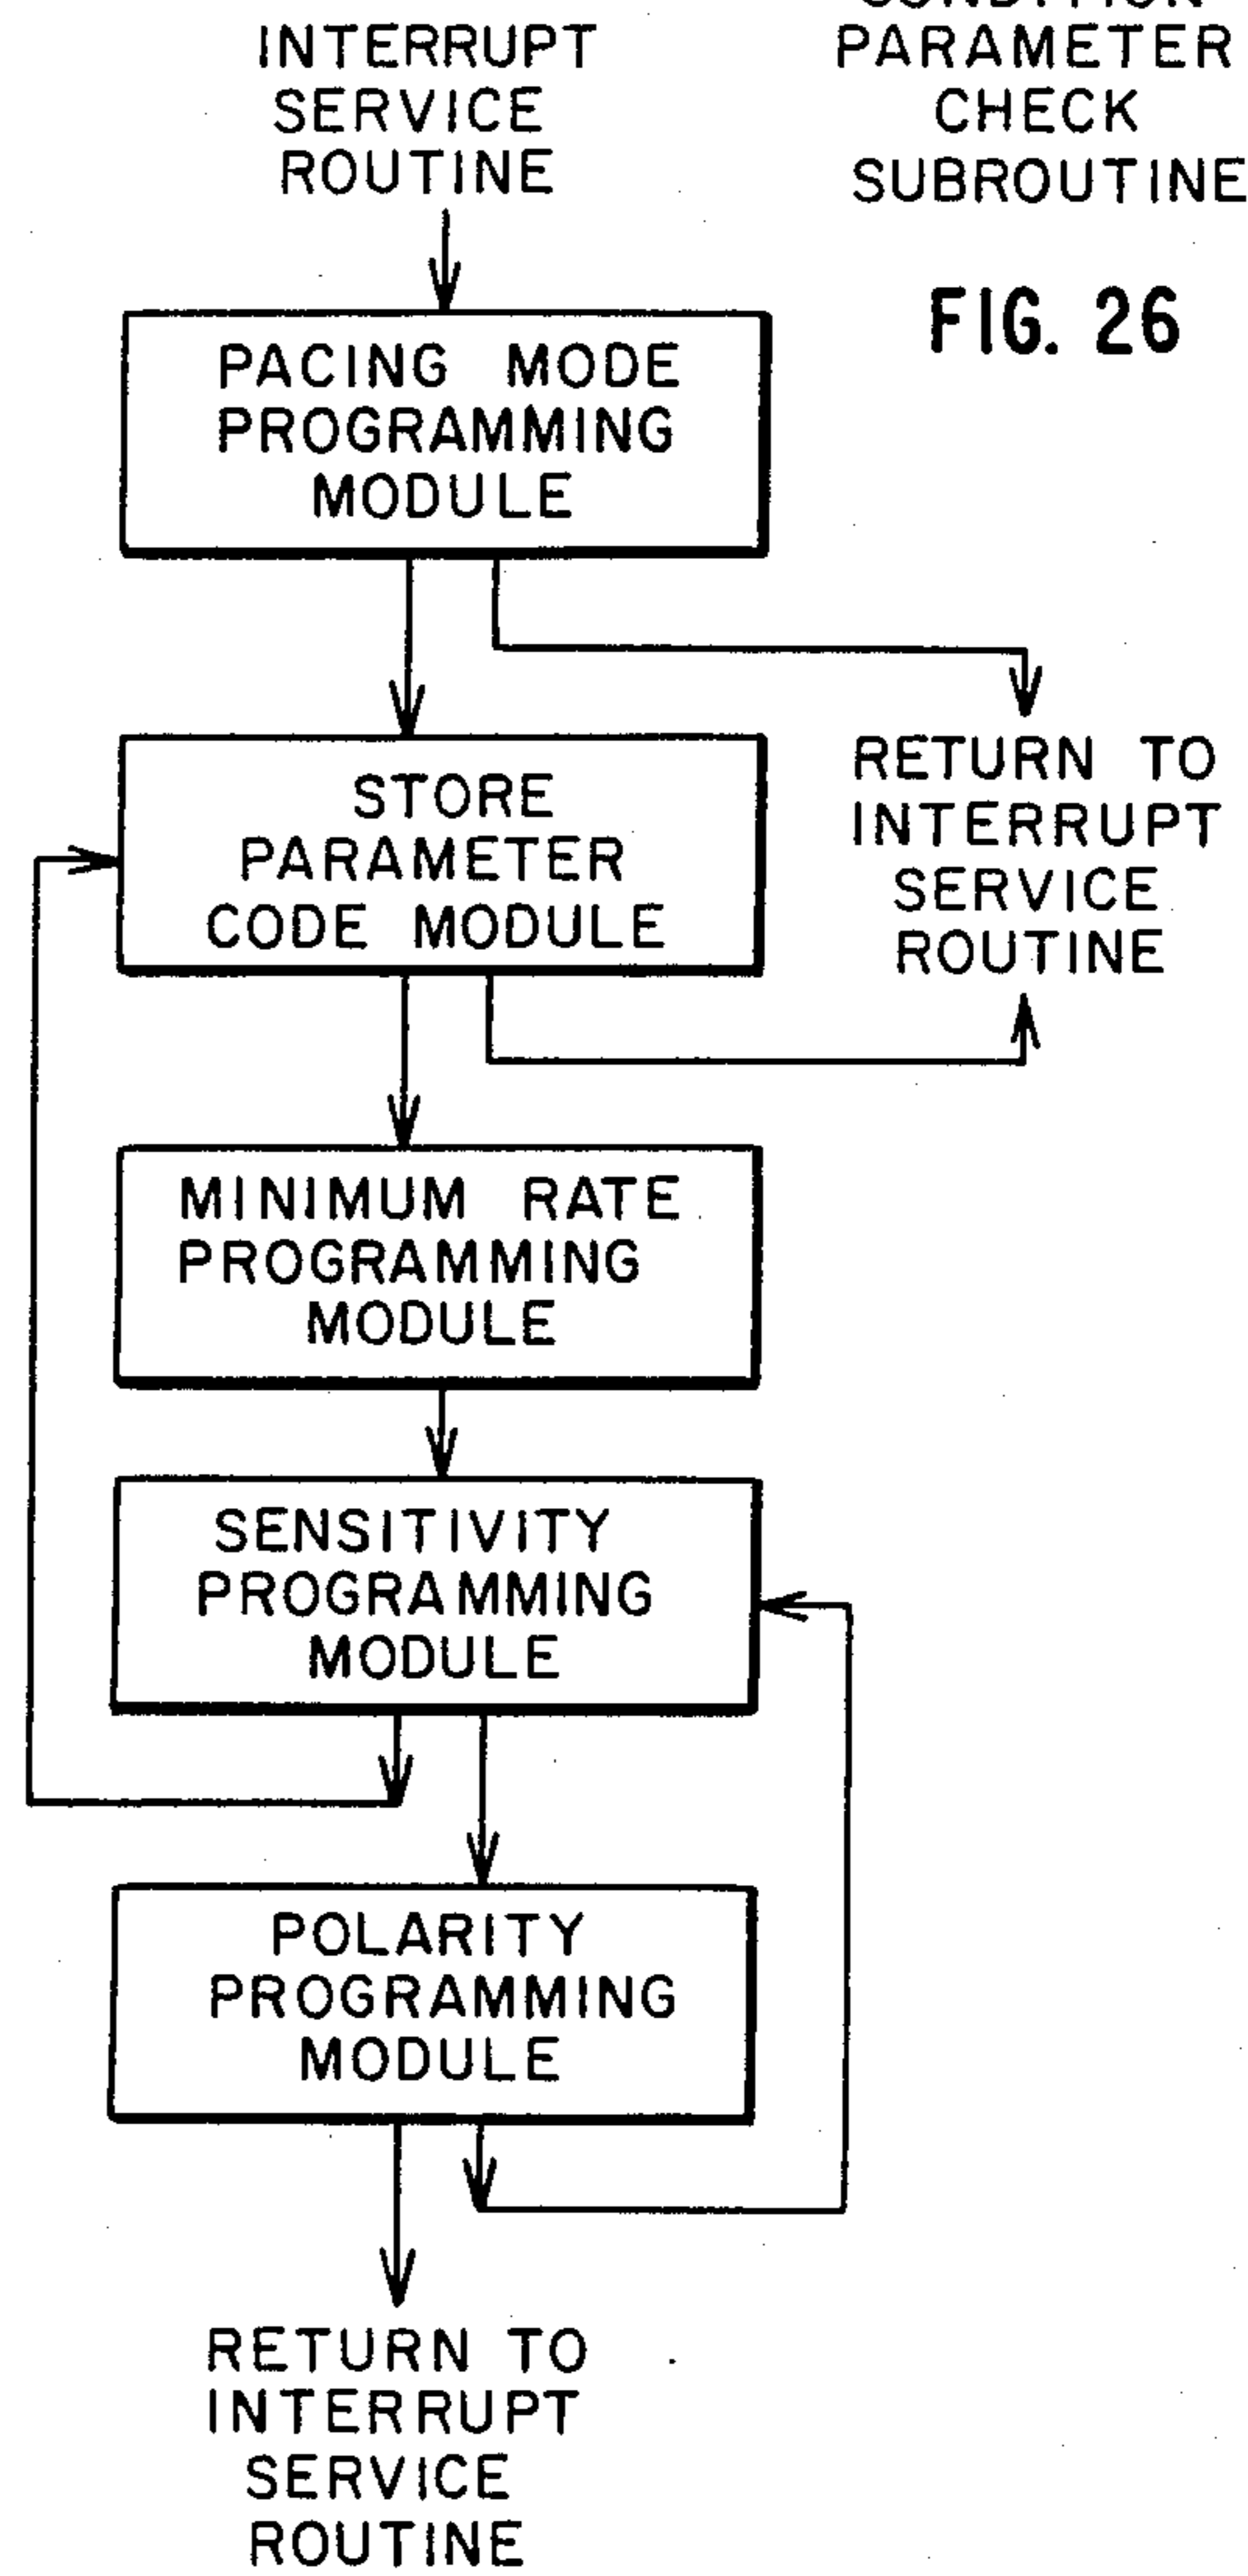 INTERRUPT
SERVICE
ROUTINE
PARAMETER
CHECK
SUBROUTINE
FIG. 26
PACING MODE
PROGRAMMING
MODULE
STORE
PARAMETER
CODE MODULE
RETURN TO
INTERRUPT
SERVICE
ROUTINE
MINIMUM RATE
PROGRAMMING
MODULE
SENSITIVITY
PROGRAMMING
MODULE
POLARITY
PROGRAMMING
MODULE
RETURN TO
INTERRUPT
SERVICE
ROUTINE